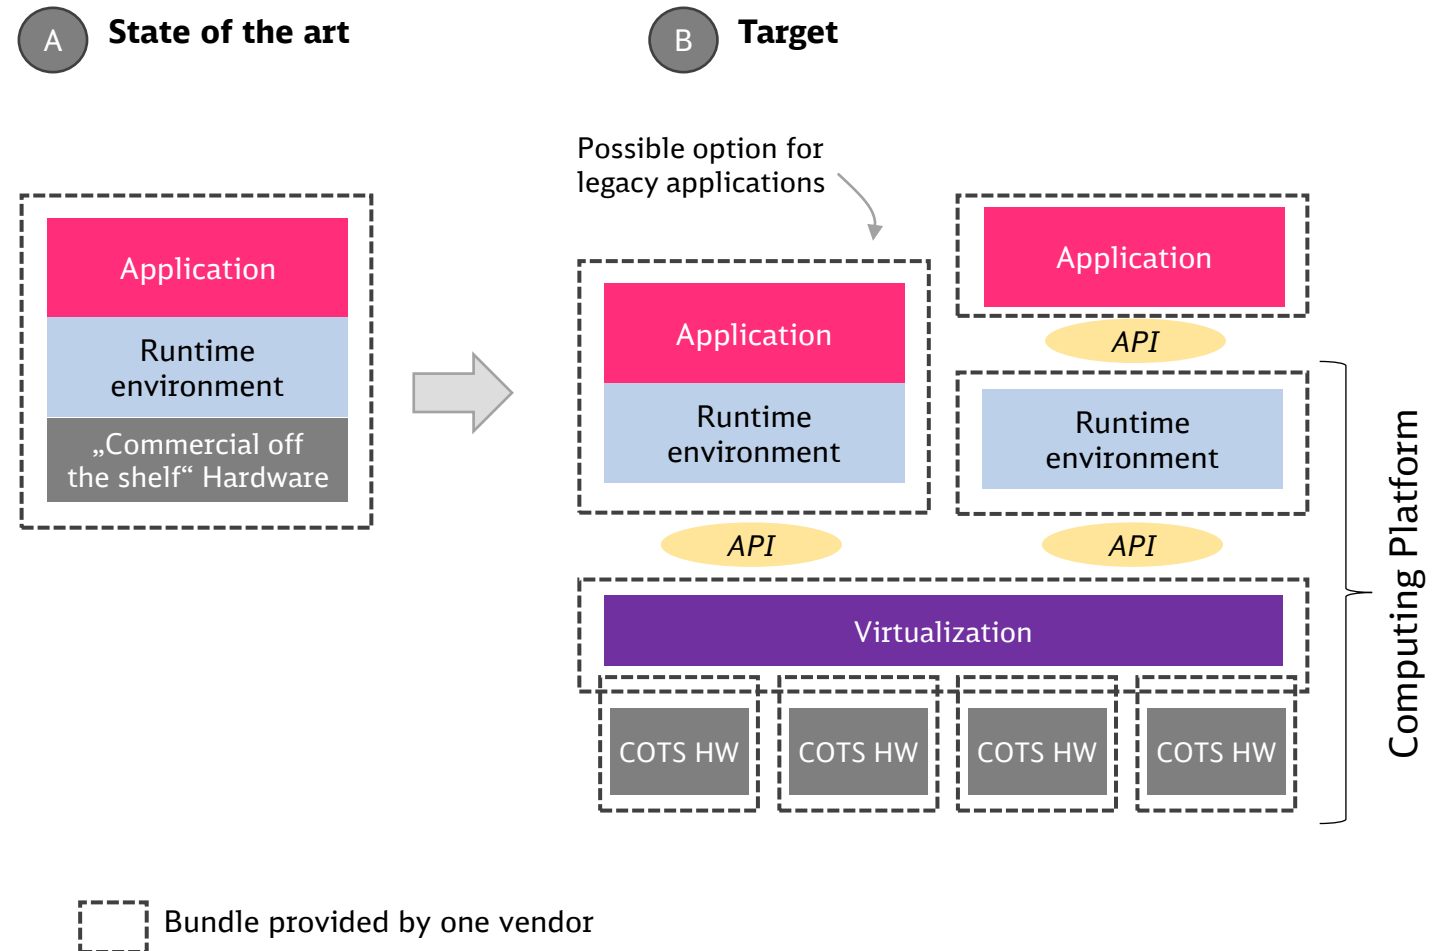 A State of the art
B Target
Possible option for
legacy applications
Application
Runtime
environment
„Commercial off
the shelf“ Hardware
Application
Runtime
environment
API
Application
API
Runtime
environment
API
Virtualization
COTS HW COTS HW COTS HW COTS HW
Computing Platform
Bundle provided by one vendor